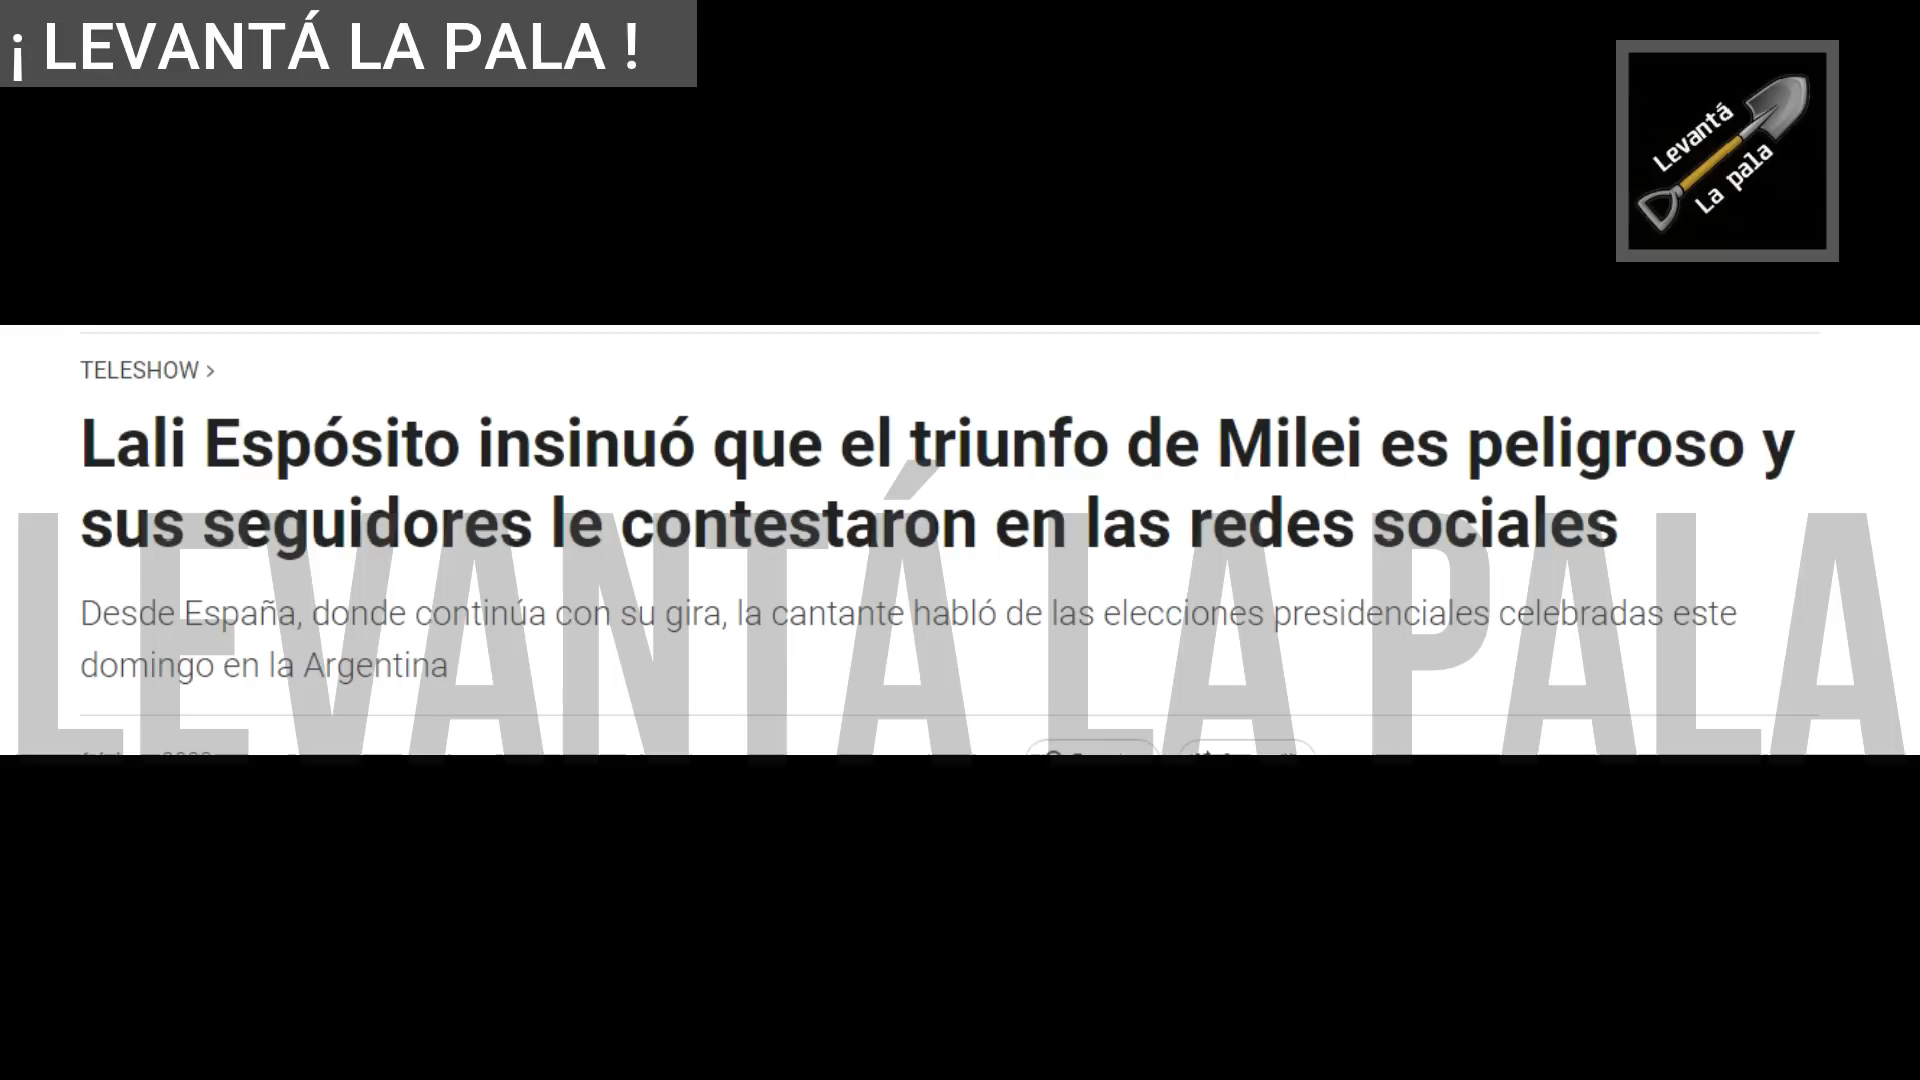 ¡ LEVANTÁ LA PALA !
Levantá
La pala
TELESHOW >
Lali Espósito insinuó que el triunfo de Milei es peligroso y
sus seguidores le contestaron en las redes sociales
LEVANTÁ LA PALA
Desde España, donde continúa con su gira, la cantante habló de las elecciones presidenciales celebradas este
domingo en la Argentina